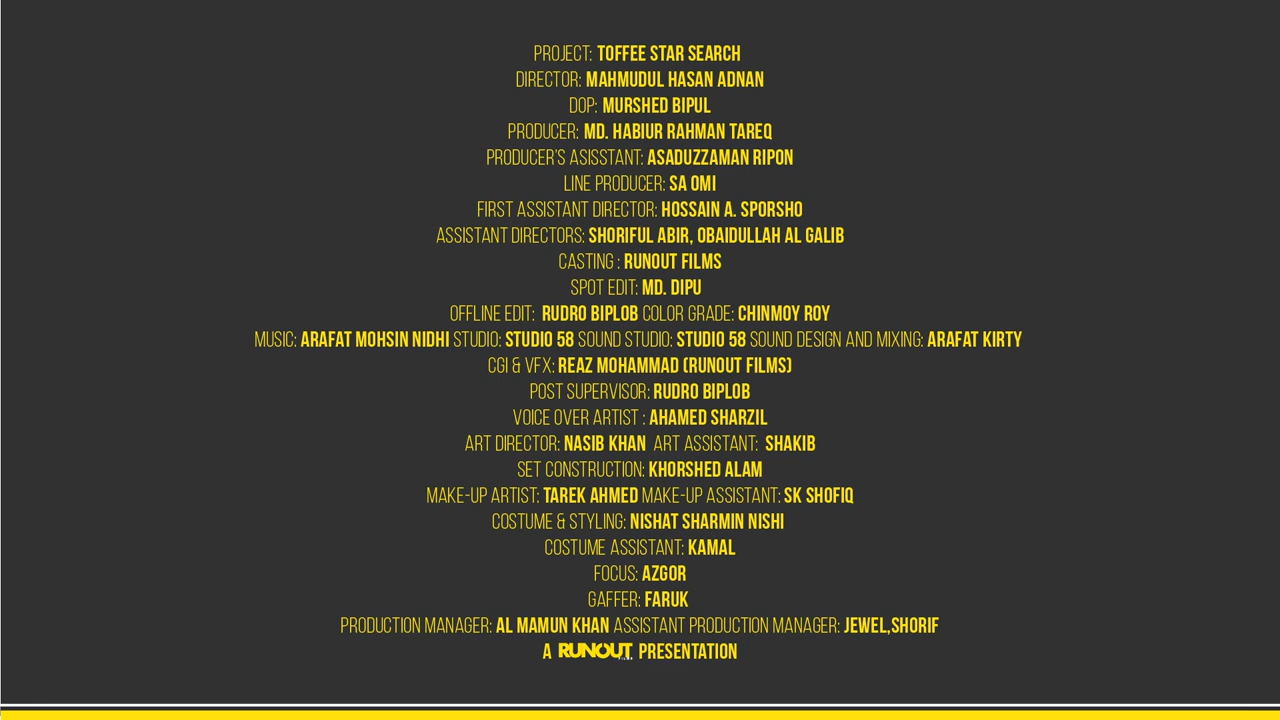 PROJECT: TOFFEE STAR SEARCH
DIRECTOR: MAHMUDUL HASAN ADNAN
DOP: MURSHED BIPUL
PRODUCER: MD. HABIUR RAHMAN TAREQ
PRODUCER'S ASISSTANT: ASADUZZAMAN RIPON
LINE PRODUCER: SA OMI
FIRST ASSISTANT DIRECTOR: HOSSAIN A. SPORSHO
ASSISTANT DIRECTORS: SHORIFUL ABIR, OBAIDULLAH AL GALIB
CASTING : RUNOUT FILMS
SPOT EDIT: MD. DIPU
OFFLINE EDIT: RUDRO BIPLOB COLOR GRADE: CHINMOY ROY
MUSIC: ARAFAT MOHSIN NIDHI STUDIO: STUDIO 58 SOUND STUDIO: STUDIO 58 SOUND DESIGN AND MIXING: ARAFAT KIRTY
CGI & VFX: REAZ MOHAMMAD (RUNOUT FILMS)
POST SUPERVISOR: RUDRO BIPLOB
VOICE OVER ARTIST : AHAMED SHARZIL
ART DIRECTOR: NASIB KHAN ART ASSISTANT: SHAKIB
SET CONSTRUCTION: KHORSHED ALAM
MAKE-UP ARTIST: TAREK AHMED MAKE-UP ASSISTANT: SK SHOFIQ
COSTUME & STYLING: NISHAT SHARMIN NISHI
COSTUME ASSISTANT: KAMAL
FOCUS: AZGOR
GAFFER: FARUK
PRODUCTION MANAGER: AL MAMUN KHAN ASSISTANT PRODUCTION MANAGER: JEWEL,SHORIF
A RUNOUT PRESENTATION